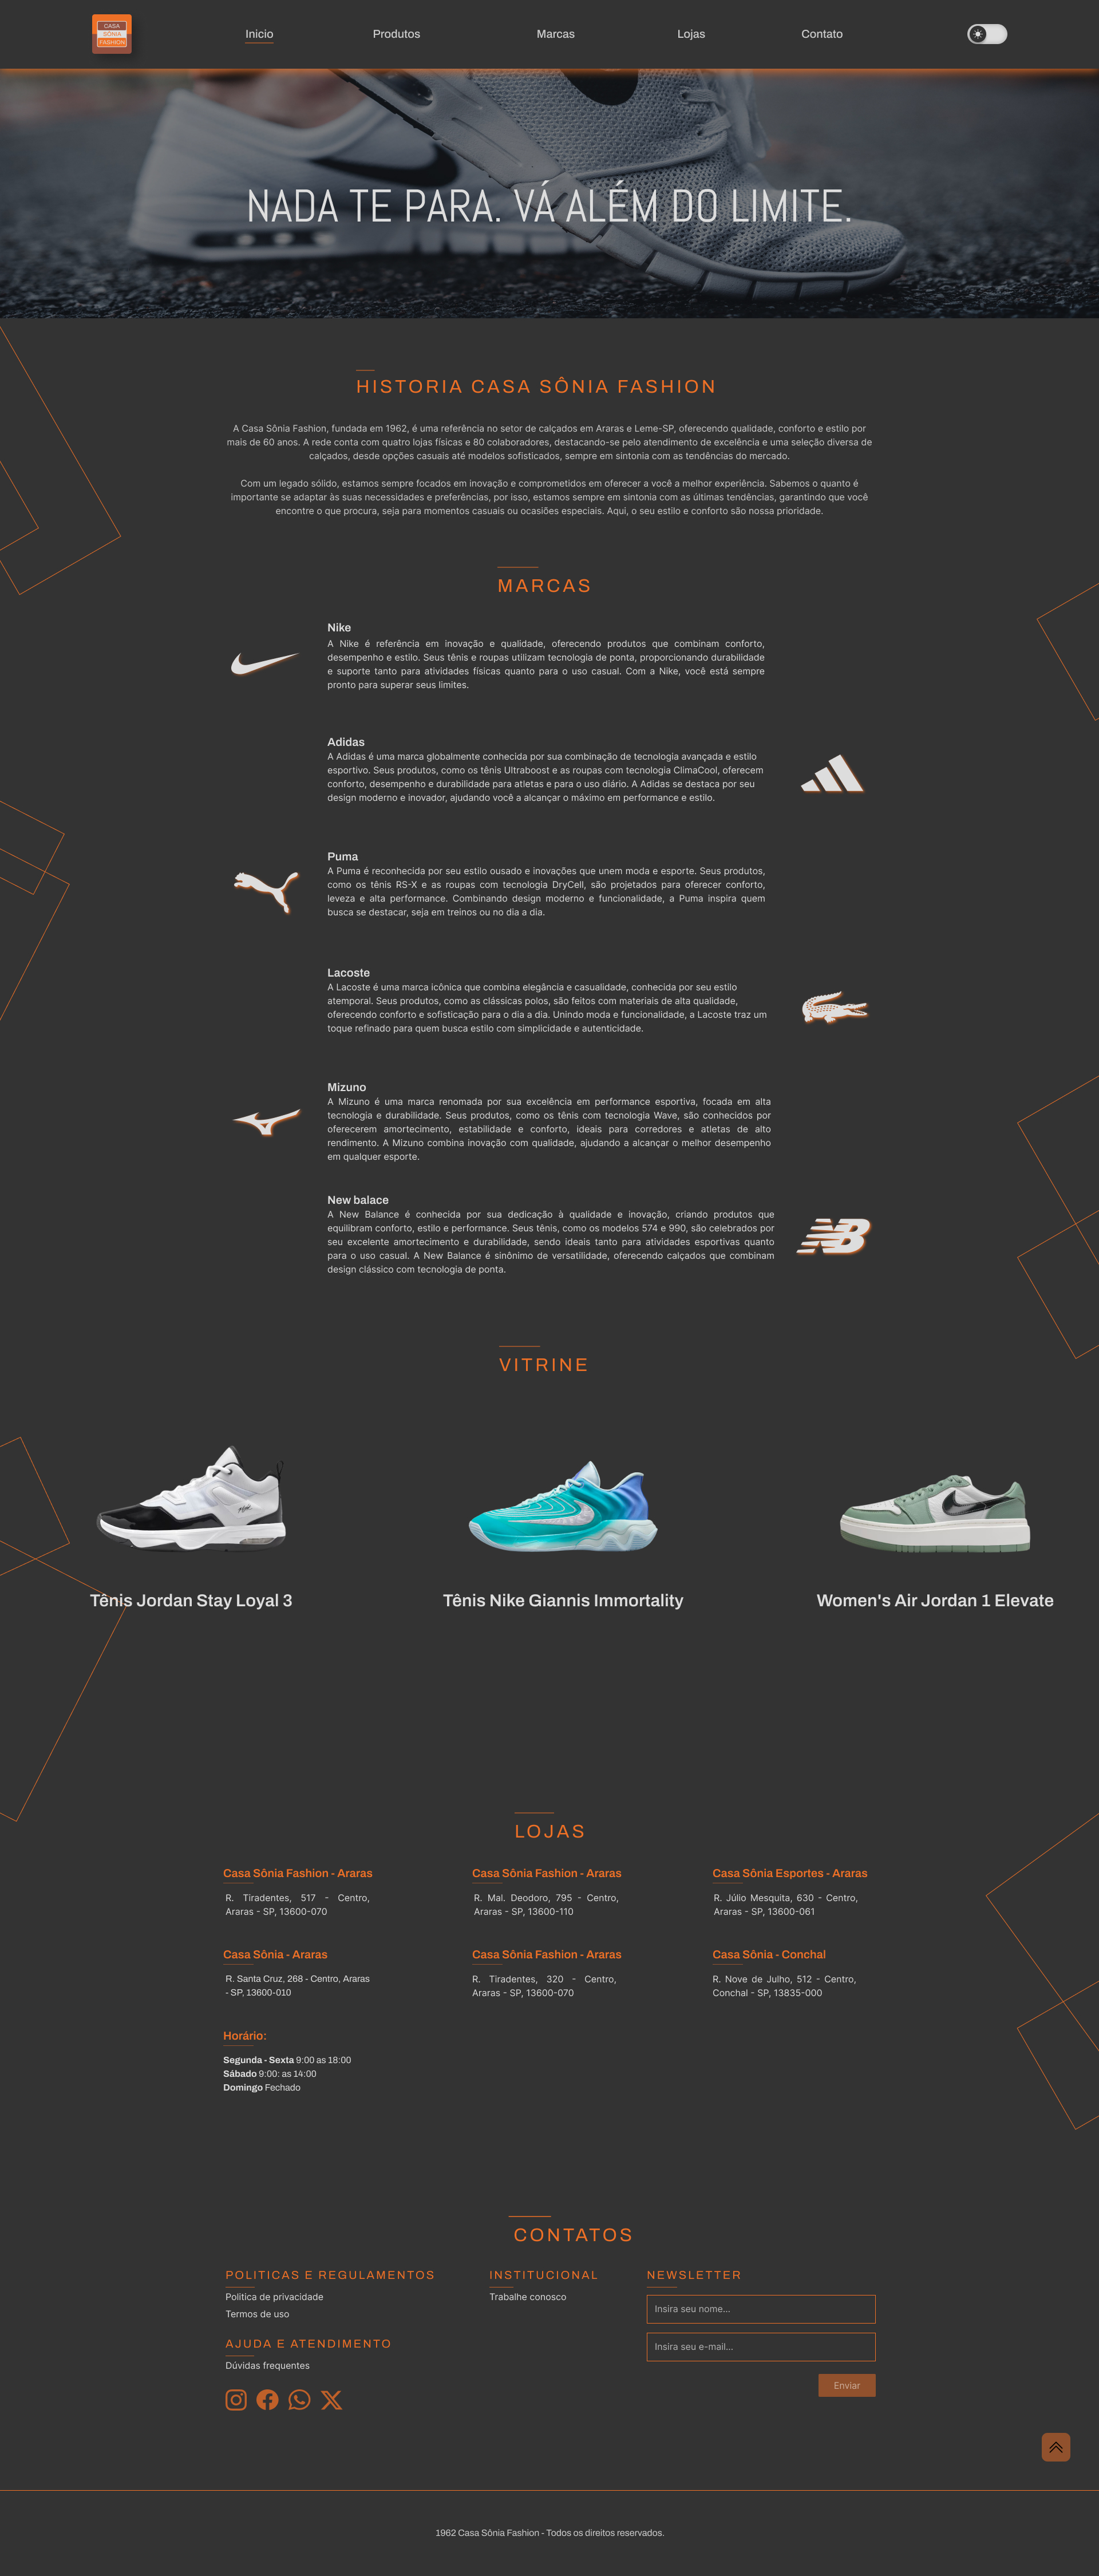 CASA
SÔNIA
FASHION
Inicio
Produtos
Marcas
Lojas
Contato
NADA TE PARA. VÁ ALÉM DO LIMITE.
HISTORIA CASA SÔNIA FASHION
A Casa Sônia Fashion, fundada em 1962, é uma referência no setor de calçados em Araras e Leme-SP, oferecendo qualidade, conforto e estilo por
mais de 60 anos. A rede conta com quatro lojas físicas e 80 colaboradores, destacando-se pelo atendimento de excelência e uma seleção diversa de
calçados, desde opções casuais até modelos sofisticados, sempre em sintonia com as tendências do mercado.
Com um legado sólido, estamos sempre focados em inovação e comprometidos em oferecer a você a melhor experiência. Sabemos o quanto é
importante se adaptar às suas necessidades e preferências, por isso, estamos sempre em sintonia com as últimas tendências, garantindo que você
encontre o que procura, seja para momentos casuais ou ocasiões especiais. Aqui, o seu estilo e conforto são nossa prioridade.
MARCAS
Nike
A Nike é referência em inovação e qualidade, oferecendo produtos que combinam conforto,
desempenho e estilo. Seus tênis e roupas utilizam tecnologia de ponta, proporcionando durabilidade
e suporte tanto para atividades físicas quanto para o uso casual. Com a Nike, você está sempre
pronto para superar seus limites.
Adidas
A Adidas é uma marca globalmente conhecida por sua combinação de tecnologia avançada e estilo
esportivo. Seus produtos, como os tênis Ultraboost e as roupas com tecnologia ClimaCool, oferecem
conforto, desempenho e durabilidade para atletas e para o uso diário. A Adidas se destaca por seu
design moderno e inovador, ajudando você a alcançar o máximo em performance e estilo.
Puma
A Puma é reconhecida por seu estilo ousado e inovações que unem moda e esporte. Seus produtos,
como os tênis RS-X e as roupas com tecnologia DryCell, são projetados para oferecer conforto,
leveza e alta performance. Combinando design moderno e funcionalidade, a Puma inspira quem
busca se destacar, seja em treinos ou no dia a dia.
Lacoste
A Lacoste é uma marca icônica que combina elegância e casualidade, conhecida por seu estilo
atemporal. Seus produtos, como as clássicas polos, são feitos com materiais de alta qualidade,
oferecendo conforto e sofisticação para o dia a dia. Unindo moda e funcionalidade, a Lacoste traz um
toque refinado para quem busca estilo com simplicidade e autenticidade.
Mizuno
A Mizuno é uma marca renomada por sua excelência em performance esportiva, focada em alta
tecnologia e durabilidade. Seus produtos, como os tênis com tecnologia Wave, são conhecidos por
oferecerem amortecimento, estabilidade e conforto, ideais para corredores e atletas de alto
rendimento. A Mizuno combina inovação com qualidade, ajudando a alcançar o melhor desempenho
em qualquer esporte.
New balace
A New Balance é conhecida por sua dedicação à qualidade e inovação, criando produtos que
equilibram conforto, estilo e performance. Seus tênis, como os modelos 574 e 990, são celebrados por
seu excelente amortecimento e durabilidade, sendo ideais tanto para atividades esportivas quanto
para o uso casual. A New Balance é sinônimo de versatilidade, oferecendo calçados que combinam
design clássico com tecnologia de ponta.
NB
VITRINE
Tênis Jordan Stay Loyal 3
Tênis Nike Giannis Immortality
Women's Air Jordan 1 Elevate
LOJAS
Casa Sônia Fashion - Araras
R. Tiradentes, 517 - Centro,
Araras - SP, 13600-070
Casa Sônia Fashion - Araras
R. Mal. Deodoro, 795 - Centro,
Araras - SP, 13600-110
Casa Sônia Esportes - Araras
R. Júlio Mesquita, 630 - Centro,
Araras - SP, 13600-061
Casa Sônia - Araras
R. Santa Cruz, 268 - Centro, Araras
- SP, 13600-010
Casa Sônia Fashion - Araras
R. Tiradentes, 320 - Centro,
Araras - SP, 13600-070
Casa Sônia - Conchal
R. Nove de Julho, 512 - Centro,
Conchal - SP, 13835-000
Horário:
Segunda - Sexta 9:00 as 18:00
Sábado 9:00: as 14:00
Domingo Fechado
CONTATOS
POLITICAS E REGULAMENTOS
Politica de privacidade
Termos de uso
AJUDA E ATENDIMENTO
Dúvidas frequentes
INSTITUCIONAL
Trabalhe conosco
NEWSLETTER
Insira seu nome...
Insira seu e-mail...
Enviar
1962 Casa Sônia Fashion - Todos os direitos reservados.